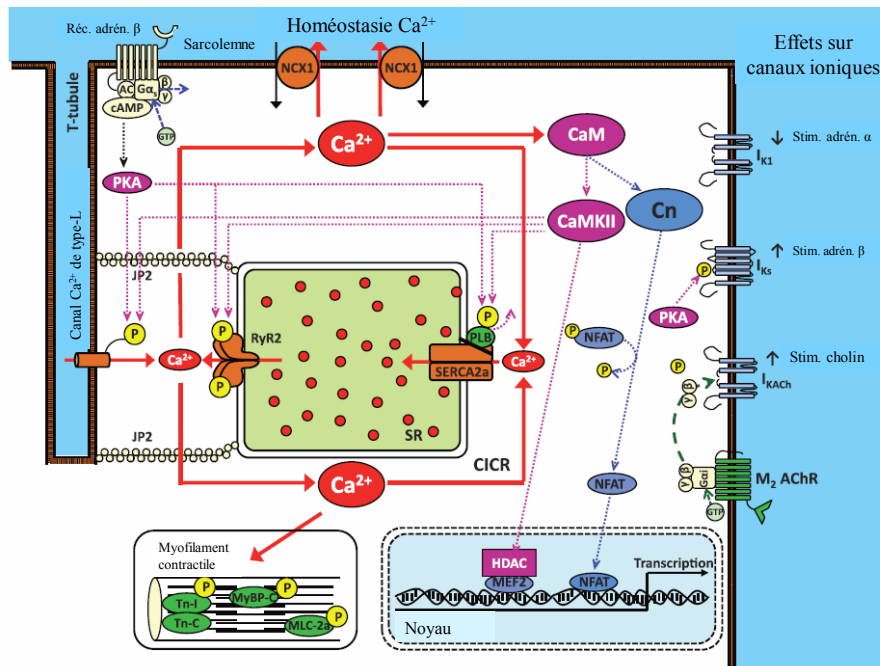 Homéostasie Ca²⁺
Réc. adrén. β
Sarcolemne
Effets sur
canaux ioniques
T-tubule
NCX1
NCX1
AC
Gαs
β
γ
cAMP
GTP
Ca²⁺
CaM
↓ Stim. adrén. α
IK1
PKA
CaMKII
Cn
Canal Ca²⁺ de type-L
JP2
↑ Stim. adrén. β
P
IKs
PKA
P
P
RyR2
P
PLB
P
NFAT
P
Ca²⁺
P
SERCA2a
Ca²⁺
P
↑ Stim. cholin
IKACh
β
γ
JP2
SR
CICR
Ca²⁺
NFAT
β
γ
Gαi
M₂ AChR
GTP
Myofilament
contractile
P
P
Tn-I
MyBP-C
Tn-C
MLC-2a
P
HDAC
MEF2
NFAT
Transcription
Noyau